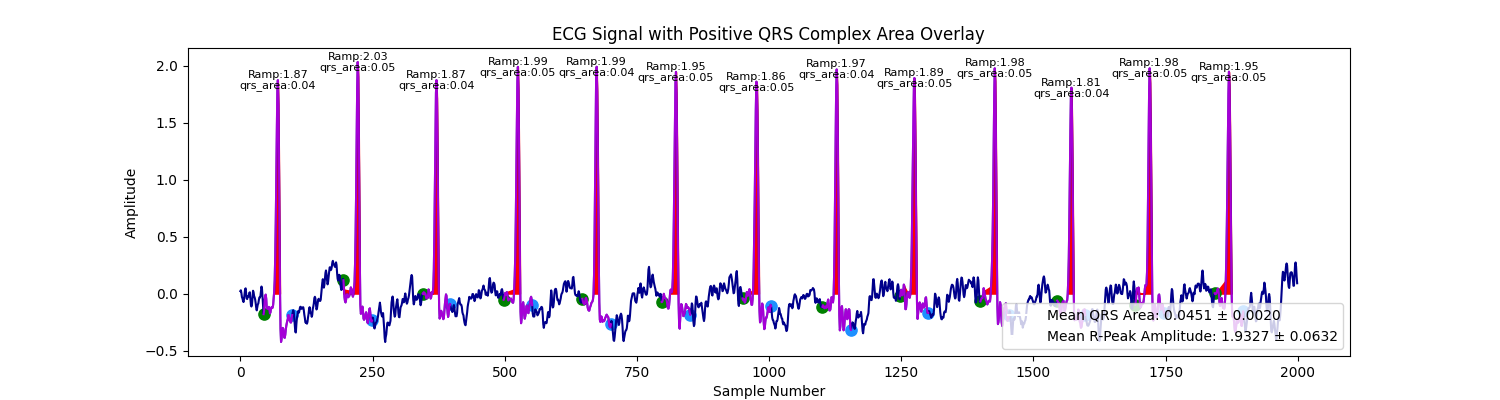 ECG Signal with Positive QRS Complex Area Overlay
Ramp:1.87
qrs_area:0.04
Ramp:2.03
qrs_area:0.05
Ramp:1.87
qrs_area:0.04
Ramp:1.99
qrs_area:0.05
Ramp:1.99
qrs_area:0.04
Ramp:1.95
qrs_area:0.05
Ramp:1.86
qrs_area:0.05
Ramp:1.97
qrs_area:0.04
Ramp:1.89
qrs_area:0.05
Ramp:1.98
qrs_area:0.05
Ramp:1.81
qrs_area:0.04
Ramp:1.98
qrs_area:0.05
Ramp:1.95
qrs_area:0.05
Amplitude
2.0
1.5
1.0
0.5
0.0
−0.5
Mean QRS Area: 0.0451 ± 0.0020
Mean R-Peak Amplitude: 1.9327 ± 0.0632
0 250 500 750 1000 1250 1500 1750 2000
Sample Number